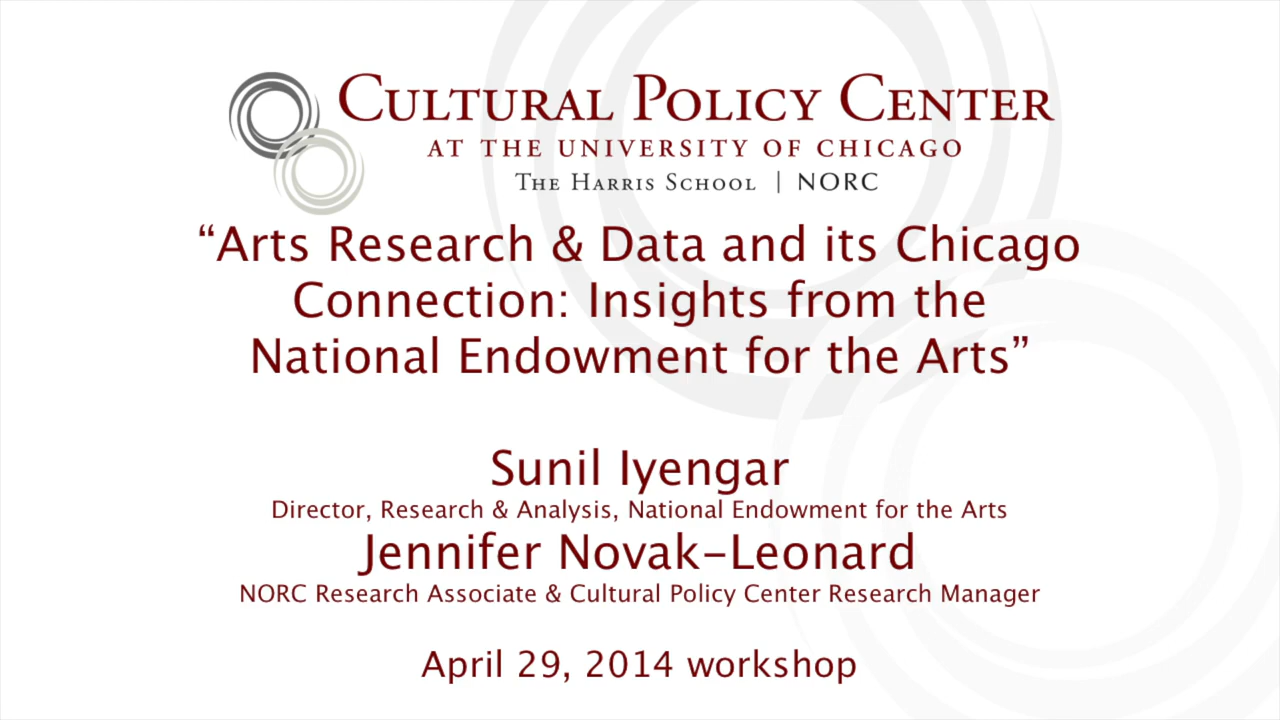 CULTURAL POLICY CENTER
AT THE UNIVERSITY OF CHICAGO
THE HARRIS SCHOOL | NORC
“Arts Research & Data and its Chicago
Connection: Insights from the
National Endowment for the Arts”
Sunil Iyengar
Director, Research & Analysis, National Endowment for the Arts
Jennifer Novak-Leonard
NORC Research Associate & Cultural Policy Center Research Manager
April 29, 2014 workshop